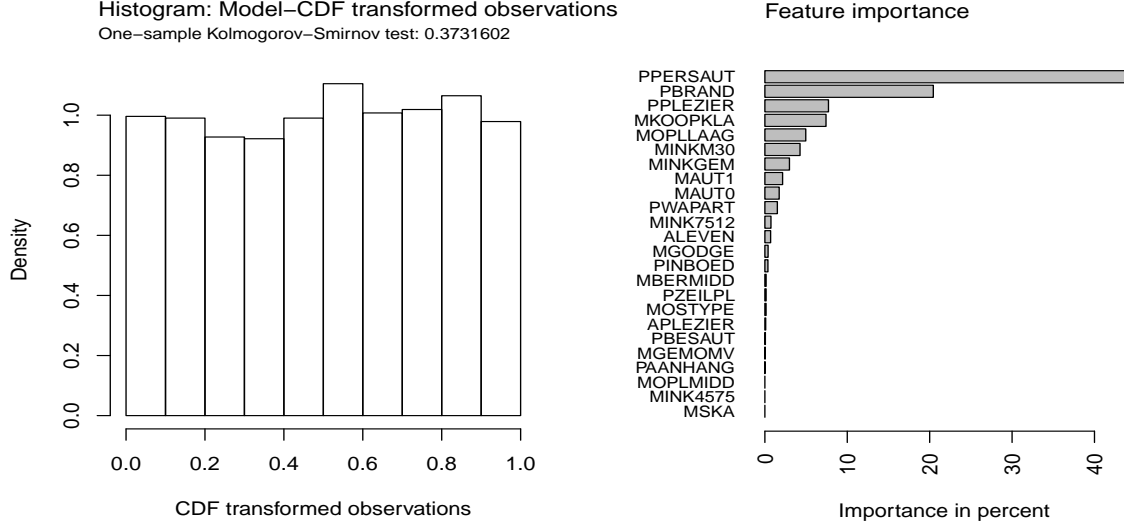 Histogram: Model−CDF transformed observations
One−sample Kolmogorov−Smirnov test: 0.3731602
Density
0.0
0.2
0.4
0.6
0.8
1.0
0.0 0.2 0.4 0.6 0.8 1.0
CDF transformed observations
Feature importance
PPERSAUT
PBRAND
PPLEZIER
MKOOPKLA
MOPLLAAG
MINKM30
MINKGEM
MAUT1
MAUT0
PWAPART
MINK7512
ALEVEN
MGODGE
PINBOED
MBERMIDD
PZEILPL
MOSTYPE
APLEZIER
PBESAUT
MGEMOMV
PAANHANG
MOPLMIDD
MINK4575
MSKA
0 10 20 30 40
Importance in percent